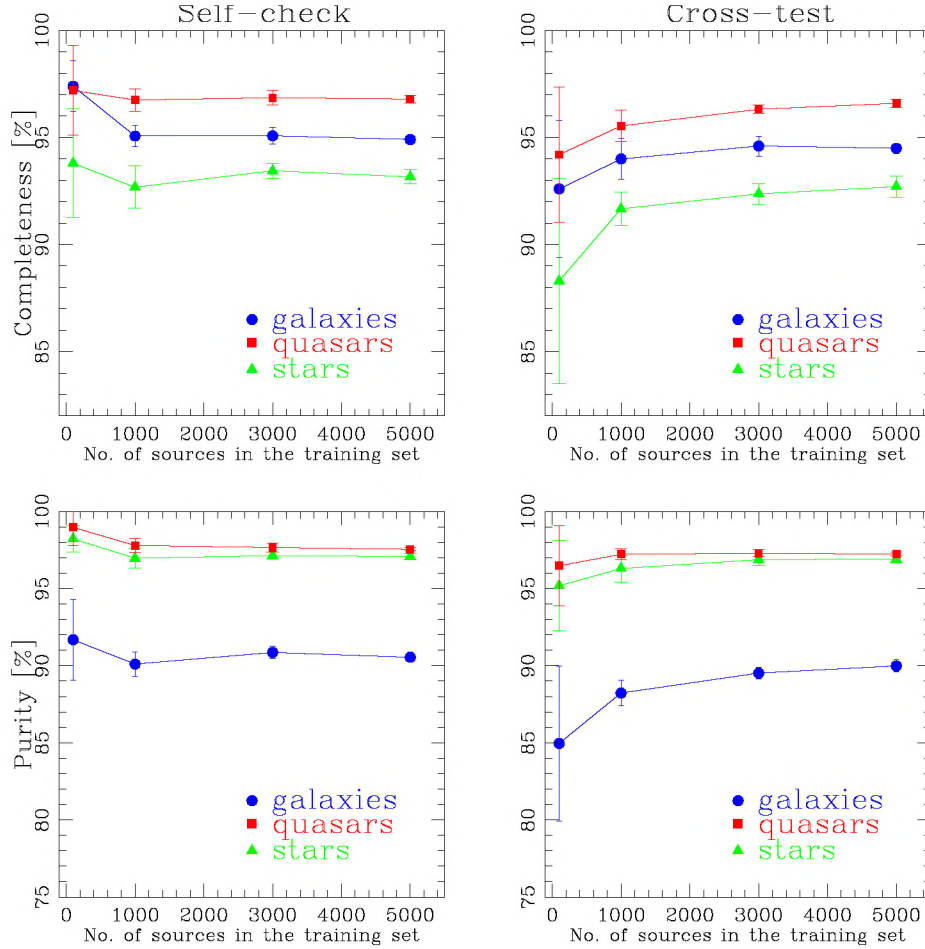 Self-check
Cross-test
Completeness [%]
100
95
90
85
galaxies
quasars
stars
0 1000 2000 3000 4000 5000
No. of sources in the training set
100
95
90
85
galaxies
quasars
stars
0 1000 2000 3000 4000 5000
No. of sources in the training set
Purity [%]
100
95
90
85
80
75
galaxies
quasars
stars
0 1000 2000 3000 4000 5000
No. of sources in the training set
100
95
90
85
80
75
galaxies
quasars
stars
0 1000 2000 3000 4000 5000
No. of sources in the training set